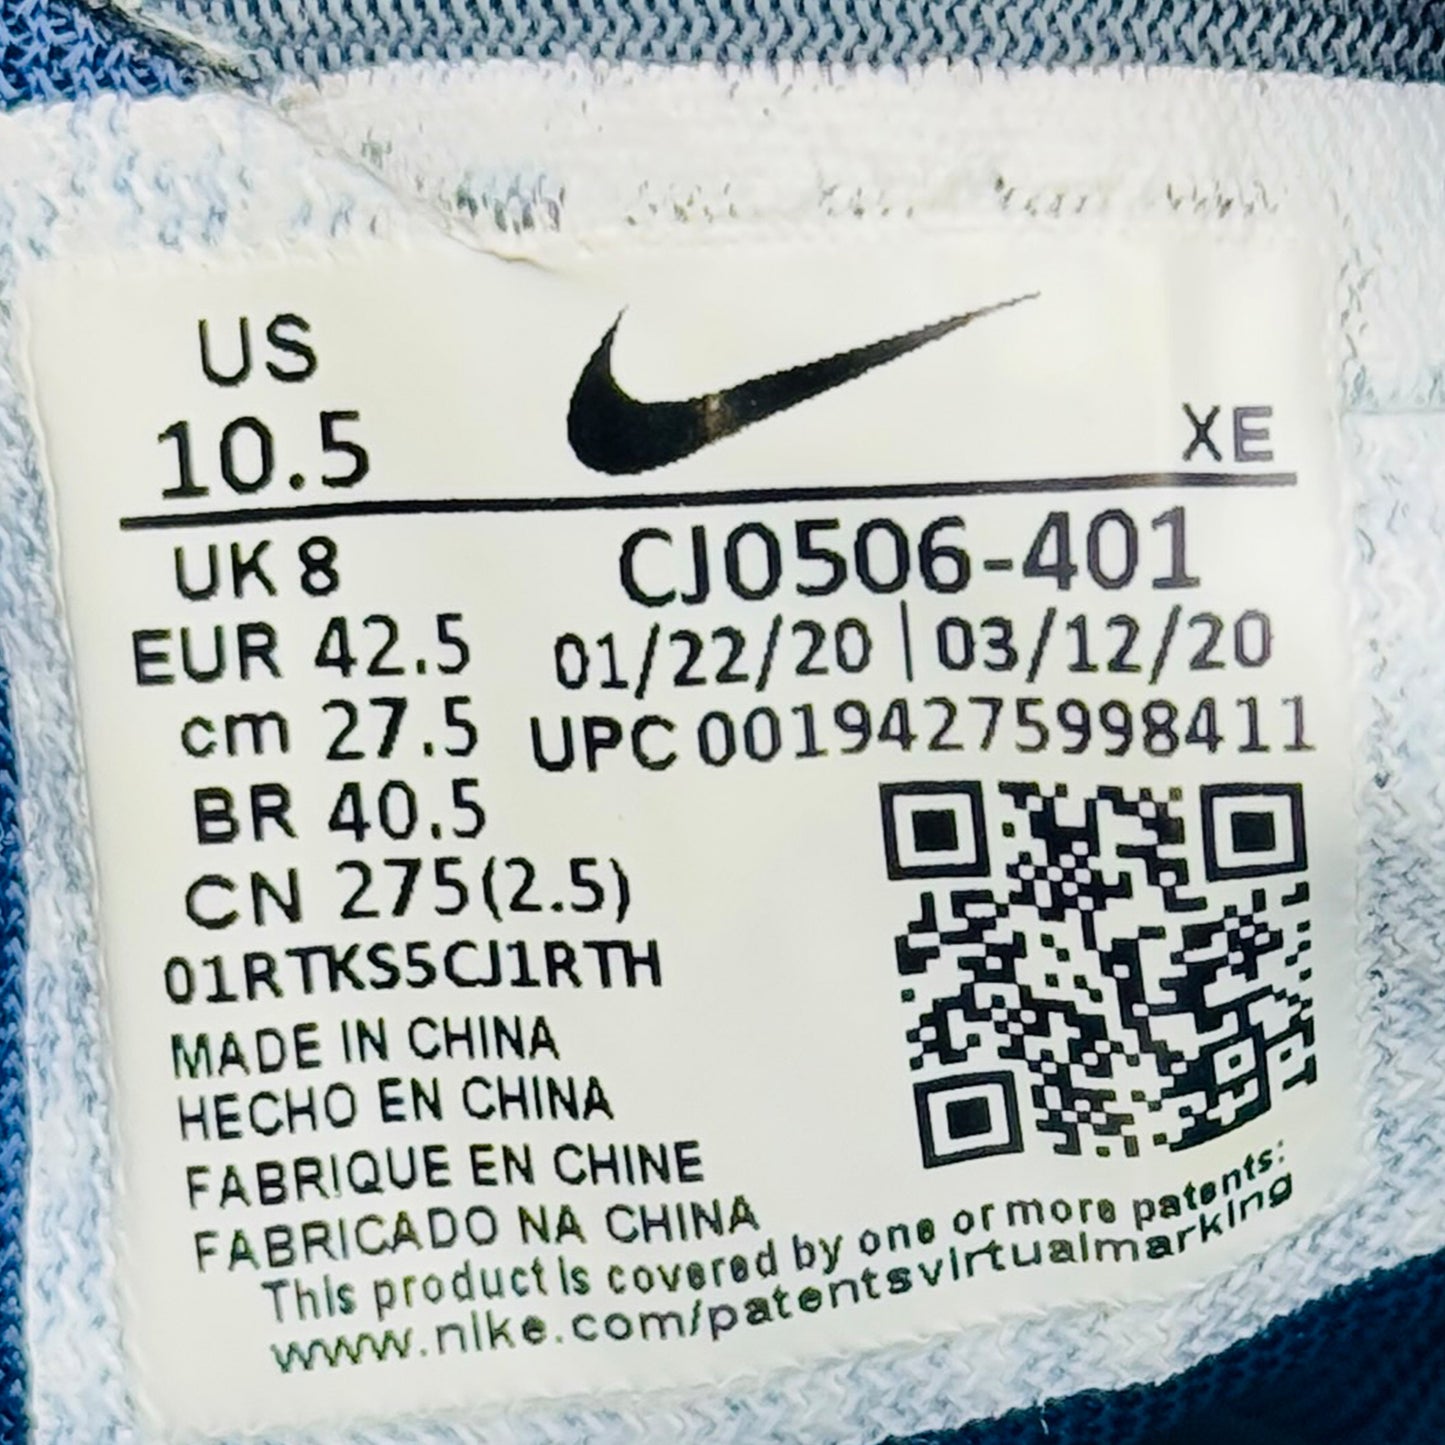 US
10.5
XE
UK 8
CJ0506-401
EUR 42.5
01/22/20 | 03/12/20
cm 27.5
UPC 00194275998411
BR 40.5
CN 275(2.5)
01RTKS5CJ1RTH
MADE IN CHINA
HECHO EN CHINA
FABRIQUE EN CHINE
FABRICADO NA CHINA
This product is covered by one or more patents:
www.nike.com/patentsvirtualmarking